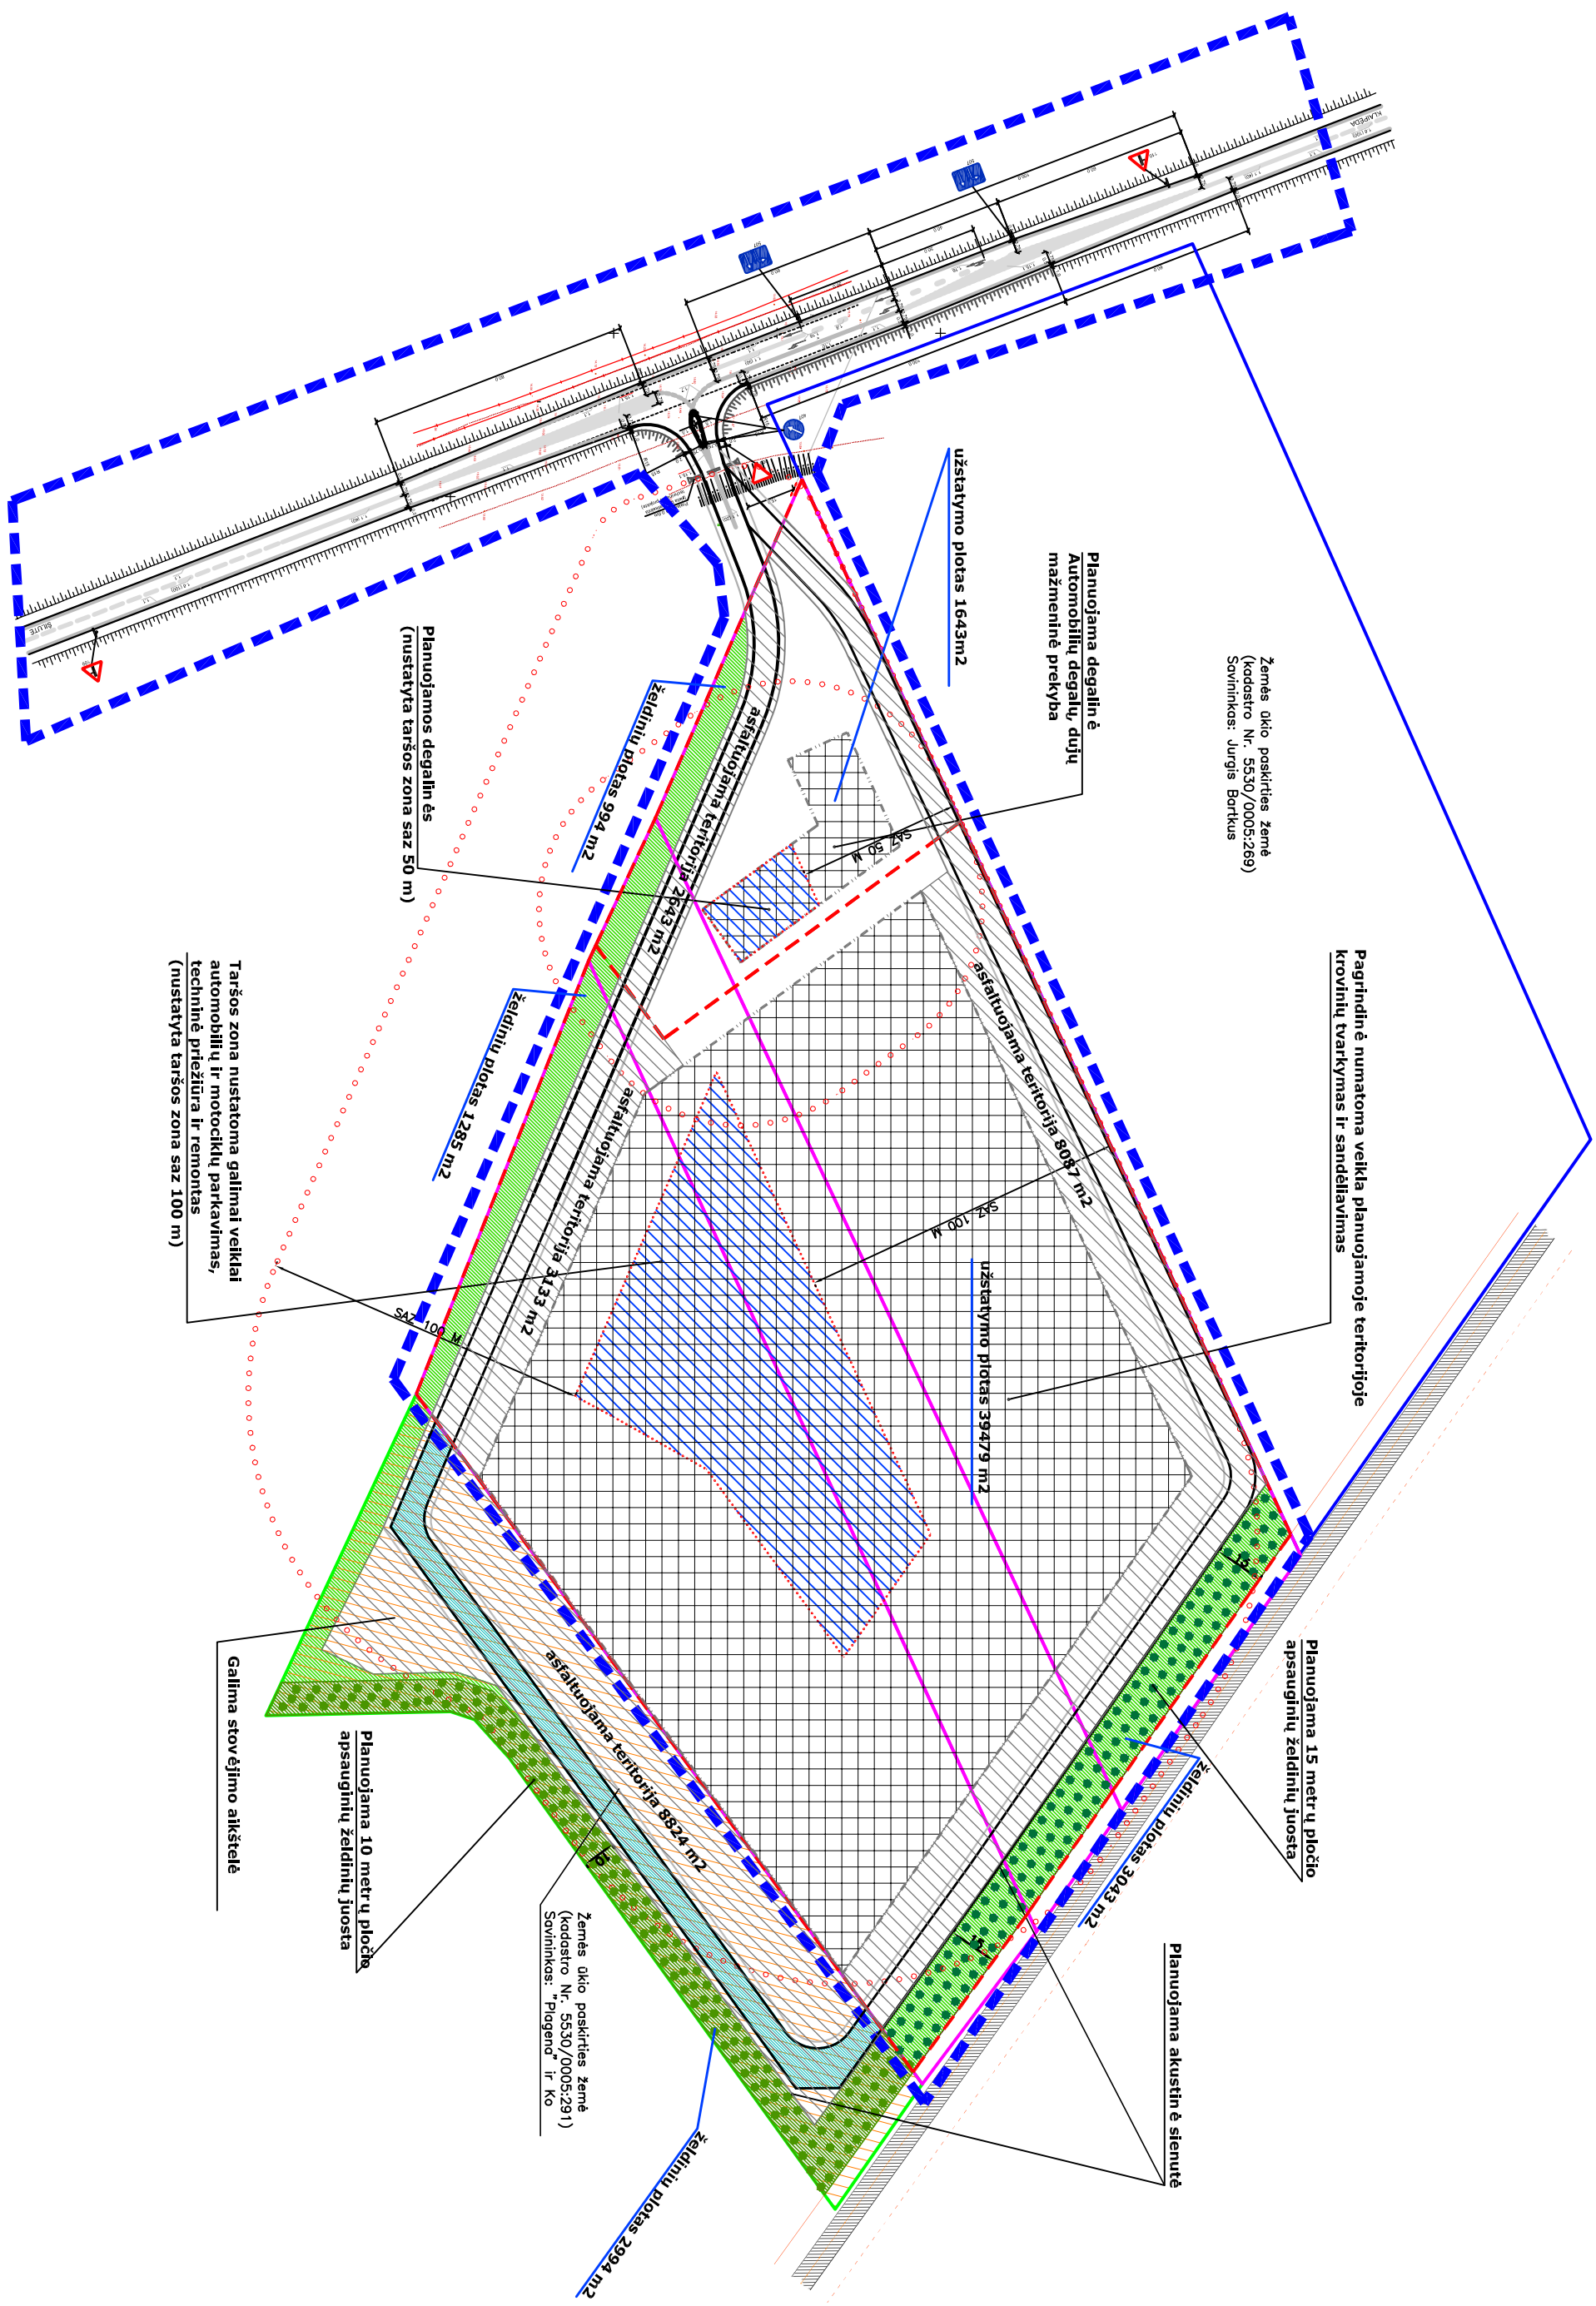 KLAIPĖDA
ŠILUTĖ
užstatymo plotas 1643m2
Planuojama degalinė
Automobilių degalų, dujų
mažmeninė prekyba
Žemės ūkio paskirties žemė
(kadastro Nr. 5530/0005:269)
Savininkas: Jurgis Bartkus
Pagrindinė numatoma veikla planuojamoje teritorijoje
krovinių tvarkymas ir sandėliavimas
Planuojamos degalinės
(nustatyta taršos zona saz 50 m)
želdinių plotas 994 m2
asfaltuojama teritorija 2643 m2
SAZ 50 M
asfaltuojama teritorija 8087 m2
SAZ 100 M
užstatymo plotas 39479 m2
želdinių plotas 1285 m2
asfaltuojama teritorija 3133 m2
Taršos zona nustatoma galimai veiklai
automobilių ir motociklų parkavimas,
techninė priežiūra ir remontas
(nustatyta taršos zona saz 100 m)
SAZ 100 M
15
Planuojama 15 metrų pločio
apsauginių želdinių juosta
želdinių plotas 3043 m2
15
asfaltuojama teritorija 8824 m2
Galima stovėjimo aikštelė
Planuojama 10 metrų pločio
apsauginių želdinių juosta
Žemės ūkio paskirties žemė
(kadastro Nr. 5530/0005:291)
Savininkas: "Plagena" ir Ko
želdinių plotas 2994 m2
Planuojama akustinė sienutė